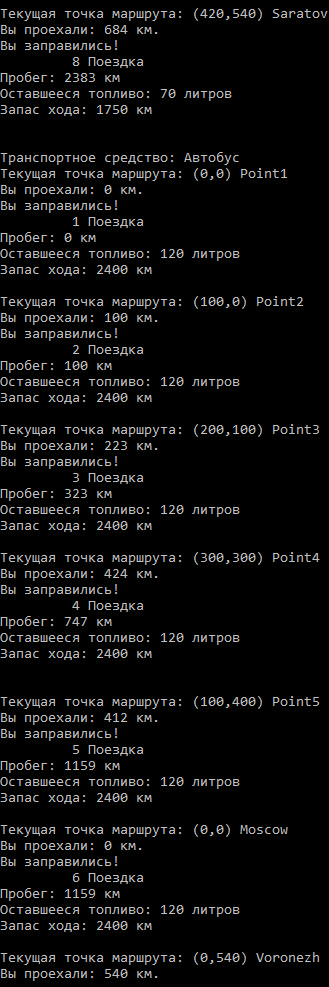 Текущая точка маршрута: (420,540) Saratov
Вы проехали: 684 км.
Вы заправились!
8 Поездка
Пробег: 2383 км
Оставшееся топливо: 70 литров
Запас хода: 1750 км
Транспортное средство: Автобус
Текущая точка маршрута: (0,0) Point1
Вы проехали: 0 км.
Вы заправились!
1 Поездка
Пробег: 0 км
Оставшееся топливо: 120 литров
Запас хода: 2400 км
Текущая точка маршрута: (100,0) Point2
Вы проехали: 100 км.
Вы заправились!
2 Поездка
Пробег: 100 км
Оставшееся топливо: 120 литров
Запас хода: 2400 км
Текущая точка маршрута: (200,100) Point3
Вы проехали: 223 км.
Вы заправились!
3 Поездка
Пробег: 323 км
Оставшееся топливо: 120 литров
Запас хода: 2400 км
Текущая точка маршрута: (300,300) Point4
Вы проехали: 424 км.
Вы заправились!
4 Поездка
Пробег: 747 км
Оставшееся топливо: 120 литров
Запас хода: 2400 км
Текущая точка маршрута: (100,400) Point5
Вы проехали: 412 км.
Вы заправились!
5 Поездка
Пробег: 1159 км
Оставшееся топливо: 120 литров
Запас хода: 2400 км
Текущая точка маршрута: (0,0) Moscow
Вы проехали: 0 км.
Вы заправились!
6 Поездка
Пробег: 1159 км
Оставшееся топливо: 120 литров
Запас хода: 2400 км
Текущая точка маршрута: (0,540) Voronezh
Вы проехали: 540 км.